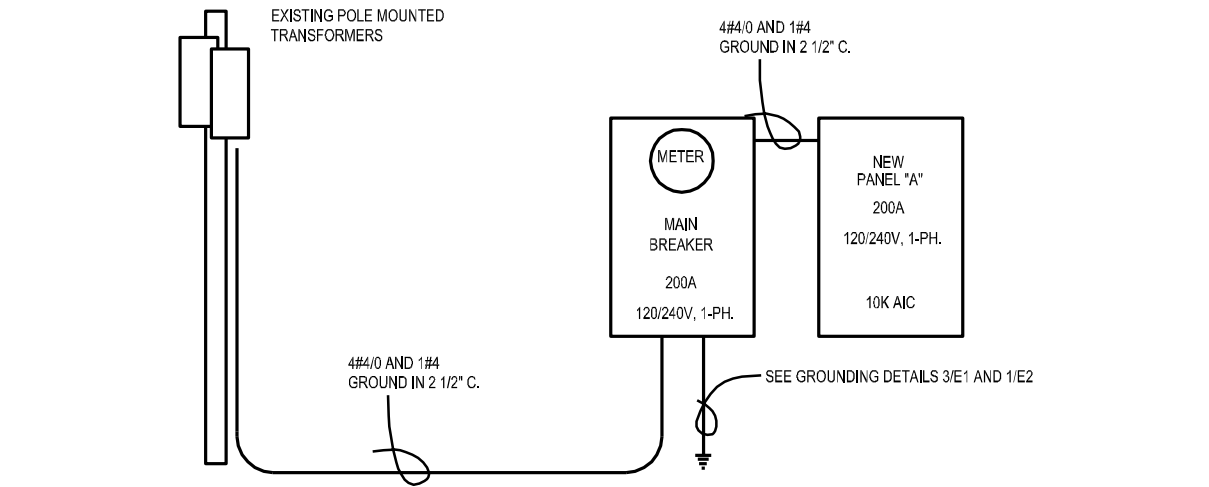 EXISTING POLE MOUNTED
TRANSFORMERS
4#4/0 AND 1#4
GROUND IN 2 1/2" C.
METER
MAIN
BREAKER
200A
120/240V, 1-PH.
NEW
PANEL "A"
200A
120/240V, 1-PH.
10K AIC
4#4/0 AND 1#4
GROUND IN 2 1/2" C.
SEE GROUNDING DETAILS 3/E1 AND 1/E2